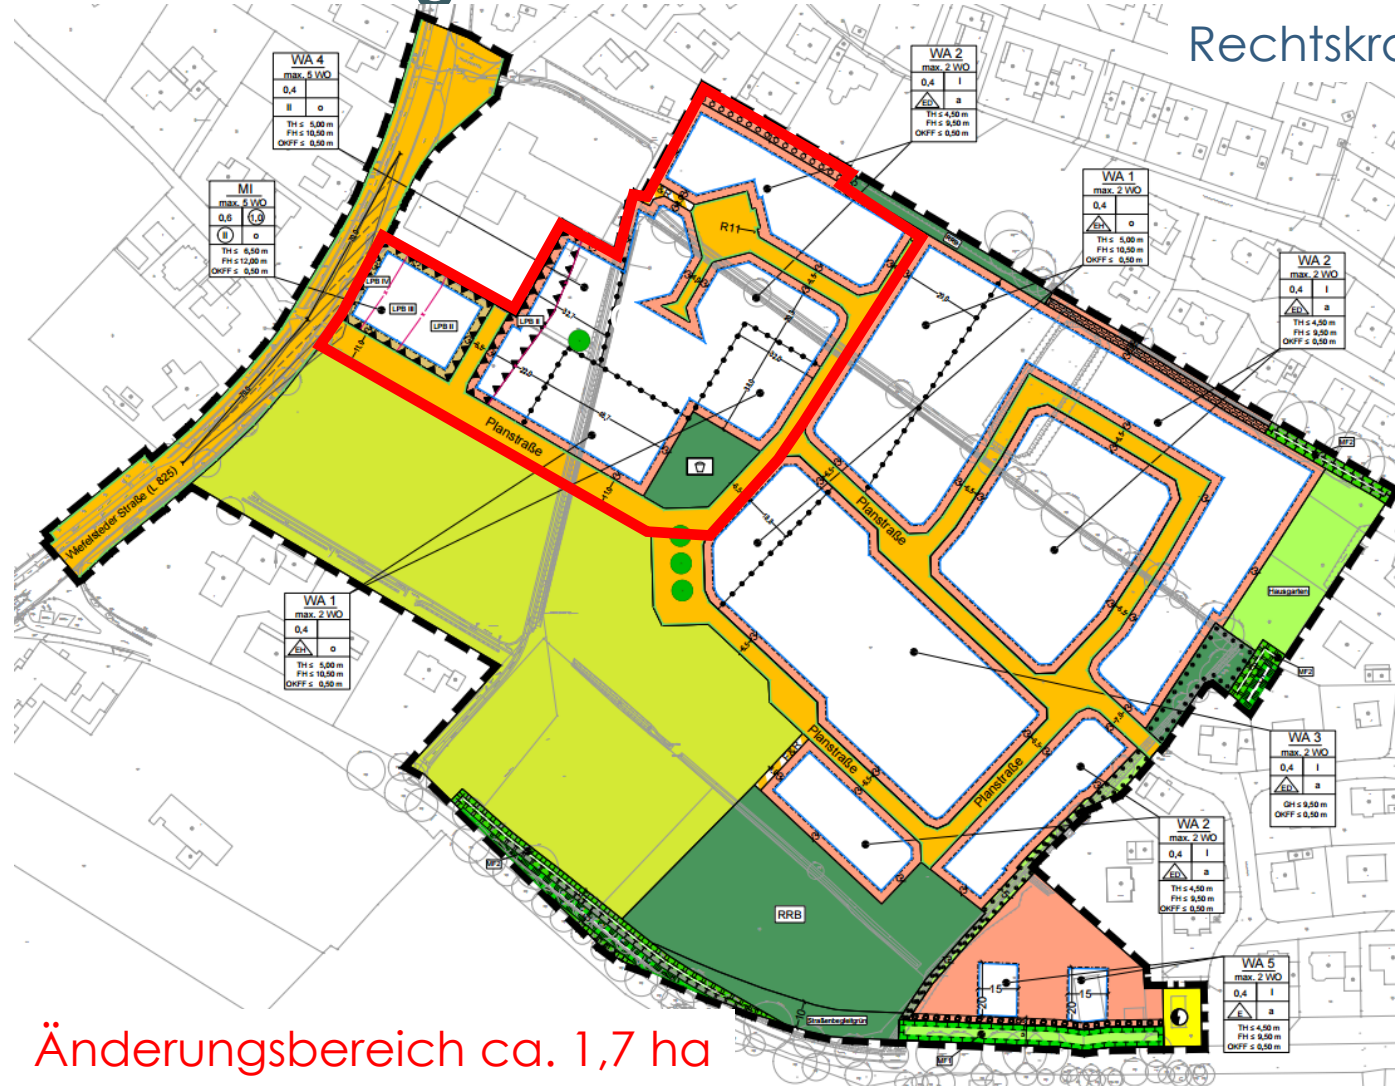 Rechtskra
WA 4
max. 5 WO
0,4
II o
TH ≤ 5,00 m
FH ≤ 10,50 m
OKFF ≤ 0,50 m
WA 2
max. 2 WO
0,4 I
ED a
TH ≤ 4,50 m
FH ≤ 9,50 m
OKFF ≤ 0,50 m
MI
max. 5 WO
0,6 1,0
II o
TH ≤ 6,50 m
FH ≤ 12,00 m
OKFF ≤ 0,50 m
WA 1
max. 2 WO
0,4
EH o
TH ≤ 5,00 m
FH ≤ 10,50 m
OKFF ≤ 0,50 m
WA 2
max. 2 WO
0,4 I
ED a
TH ≤ 4,50 m
FH ≤ 9,50 m
OKFF ≤ 0,50 m
R11
LPB IV
LPB III
LPB II
LPB II
Planstraße
Planstraße
MF2
Wiefelsteder Straße (L 825)
Hausgarten
WA 1
max. 2 WO
0,4
EH o
TH ≤ 5,00 m
FH ≤ 10,50 m
OKFF ≤ 0,50 m
MF2
F&R
Planstraße
Planstraße
WA 3
max. 2 WO
0,4 I
ED a
GH ≤ 9,50 m
OKFF ≤ 0,50 m
WA 2
max. 2 WO
0,4 I
ED a
TH ≤ 4,50 m
FH ≤ 9,50 m
OKFF ≤ 0,50 m
MF2
RRB
WA 5
max. 2 WO
0,4 I
E a
TH ≤ 4,50 m
FH ≤ 9,50 m
OKFF ≤ 0,50 m
15
20
15
20
Straßenbegleitgrün
MF1
Änderungsbereich ca. 1,7 ha